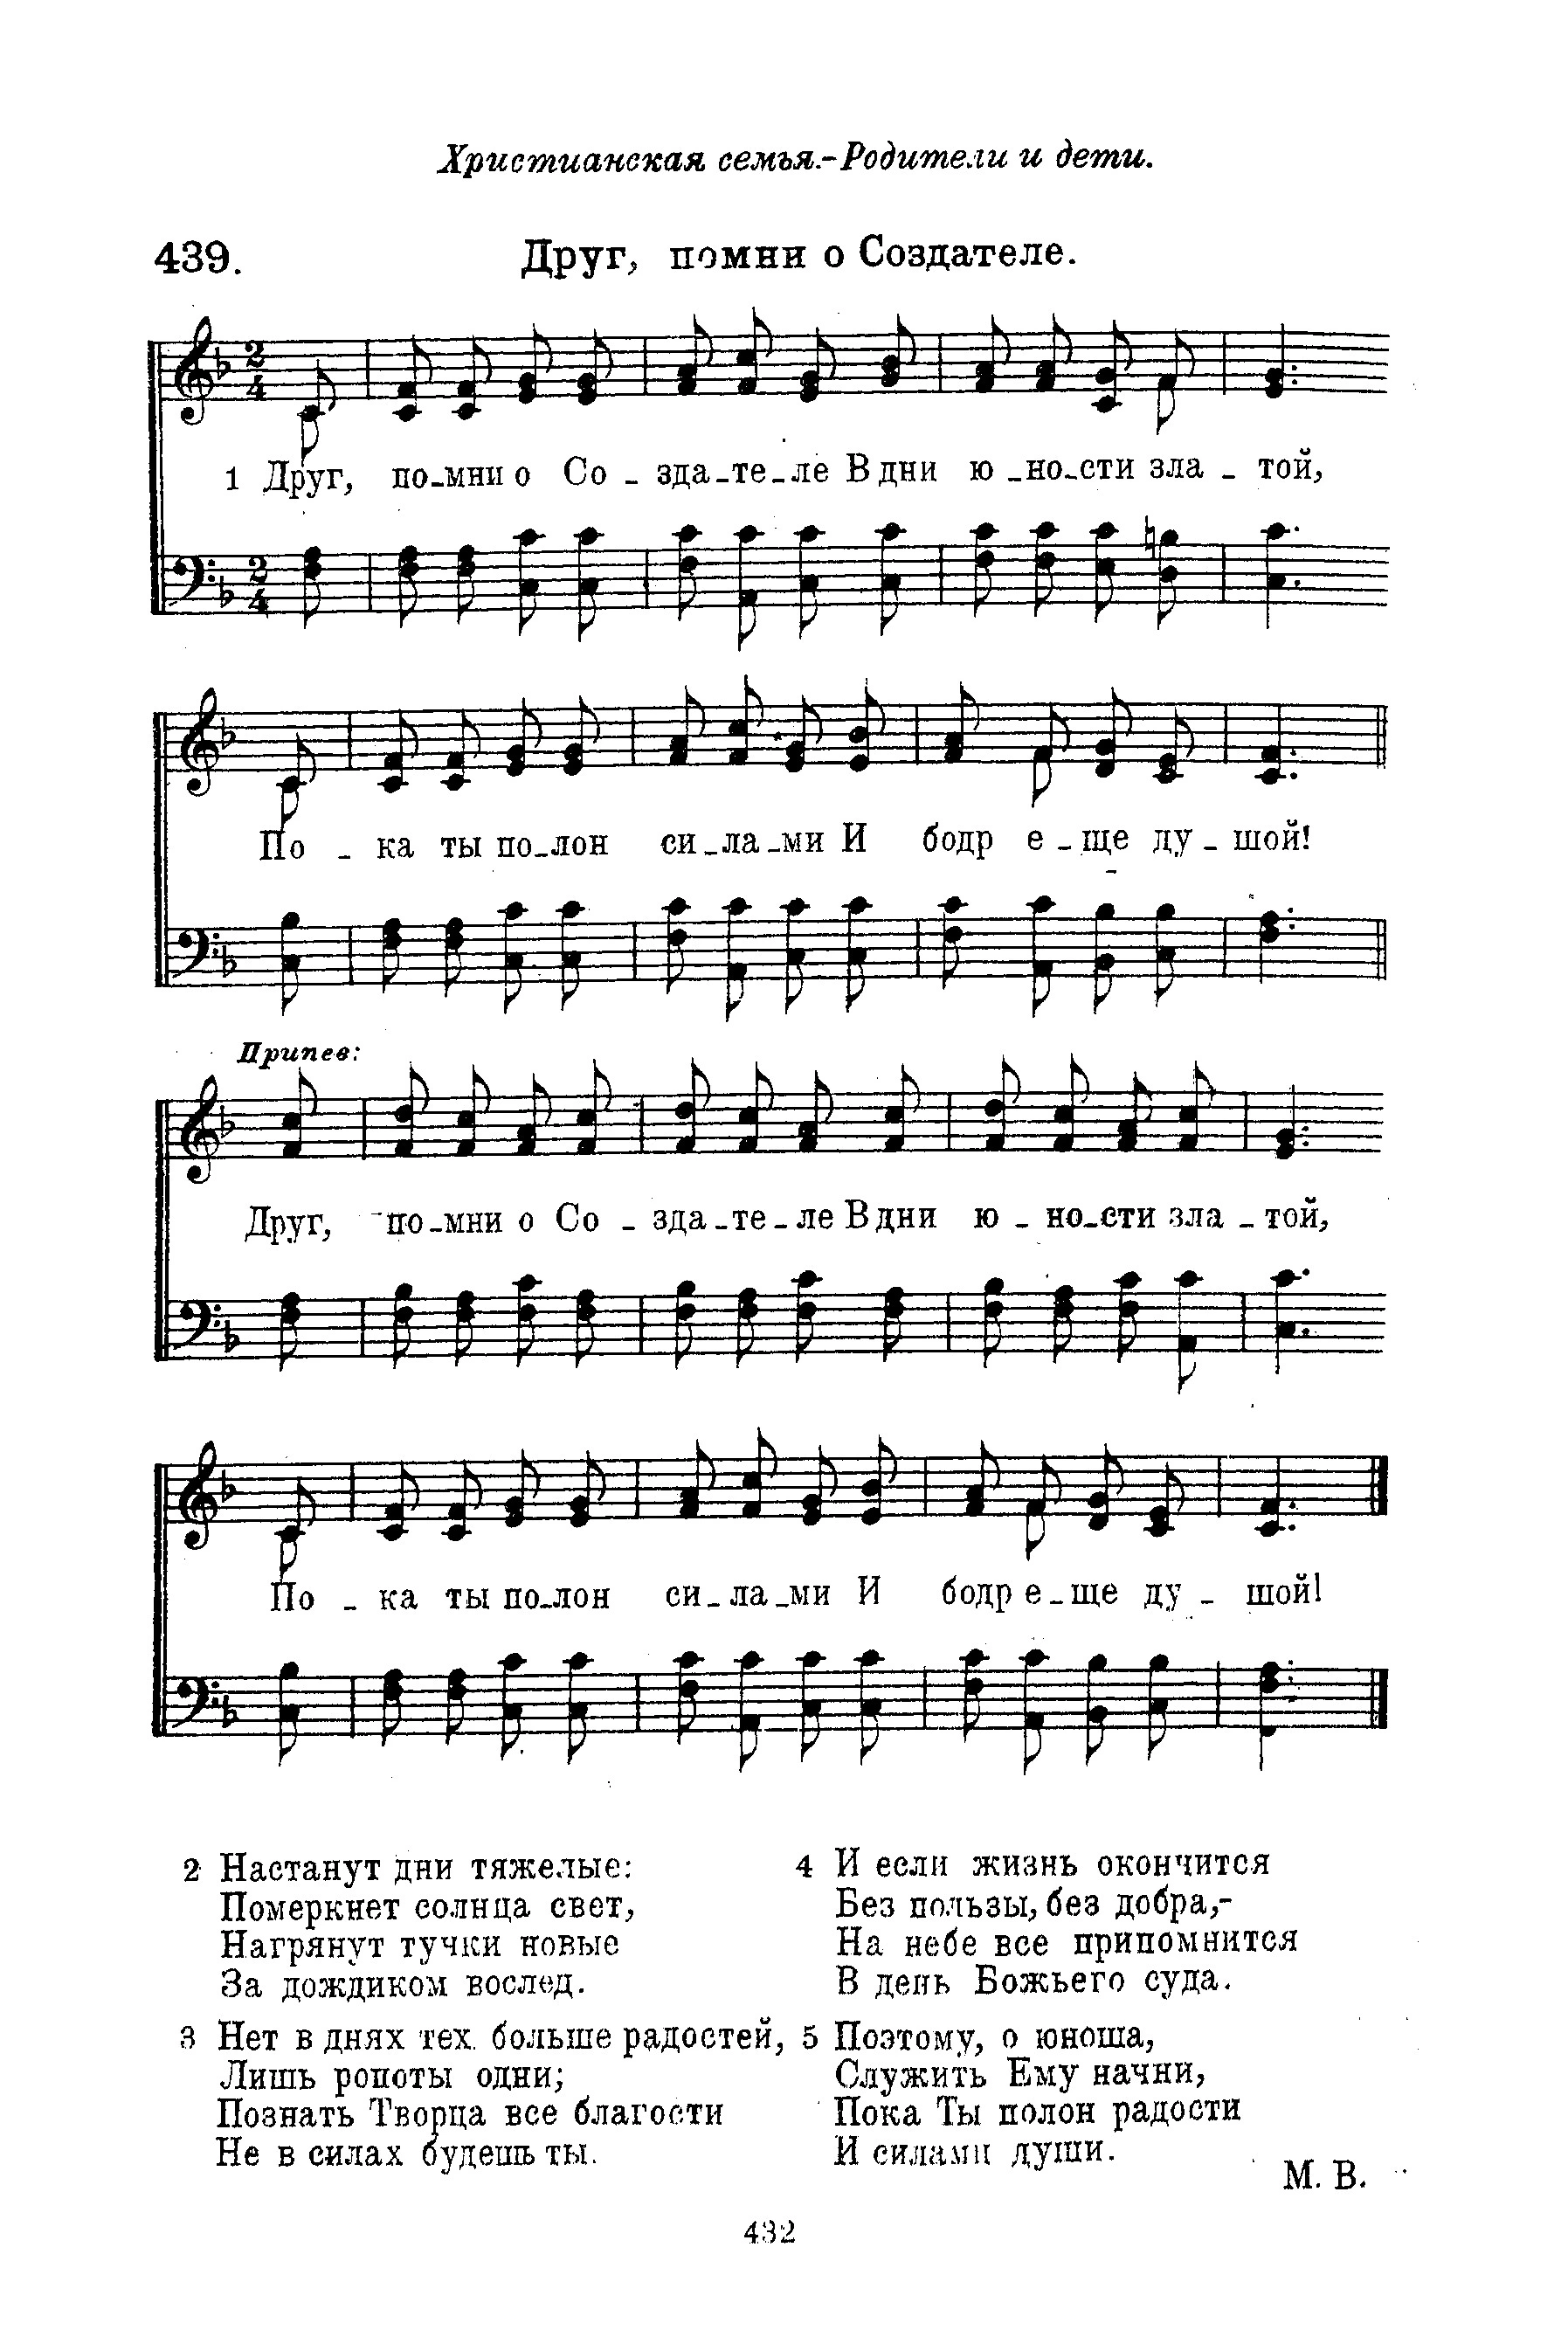 Христианская семья.-Родители и дети.
439. Друг, помни о Создателе.
2/4
1 Друг, по-мни о Со - зда-те-ле В дни ю -но-сти зла - той,
2/4
По - ка ты по-лон си-ла-ми И бодр е - ще ду - шой!
Припев:
Друг, по-мни о Со - зда-те-ле В дни ю - но-сти зла - той,
По - ка ты по-лон си-ла-ми И бодр е-ще ду - шой!
2 Настанут дни тяжелые:
Померкнет солнца свет,
Нагрянут тучки новые
За дождиком вослед.
3 Нет в днях тех больше радостей,
Лишь ропоты одни;
Познать Творца все благости
Не в силах будешь ты.
4 И если жизнь окончится
Без пользы, без добра,-
На небе все припомнится
В день Божьего суда.
5 Поэтому, о юноша,
Служить Ему начни,
Пока Ты полон радости
И силами души.
М. В.
432